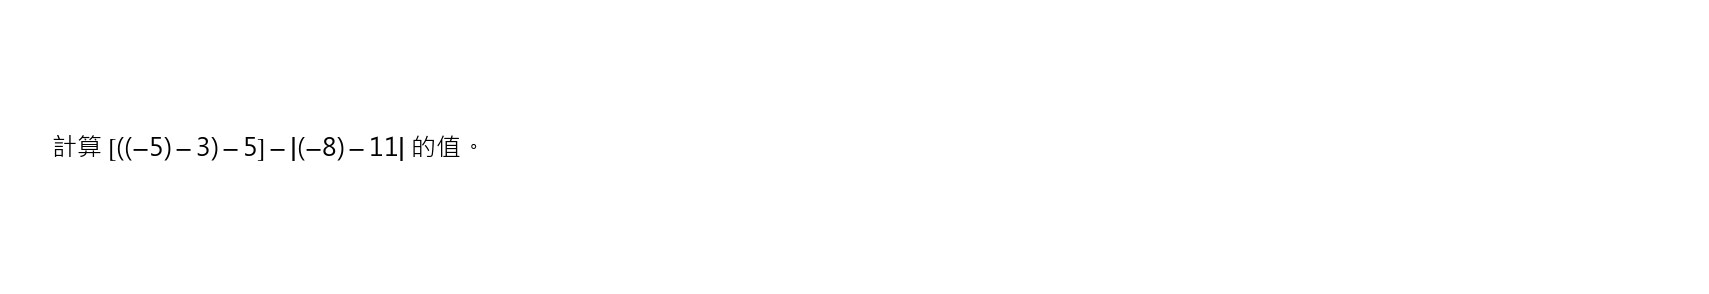 計算 [((−5) − 3) − 5] − |(−8) − 11| 的值。